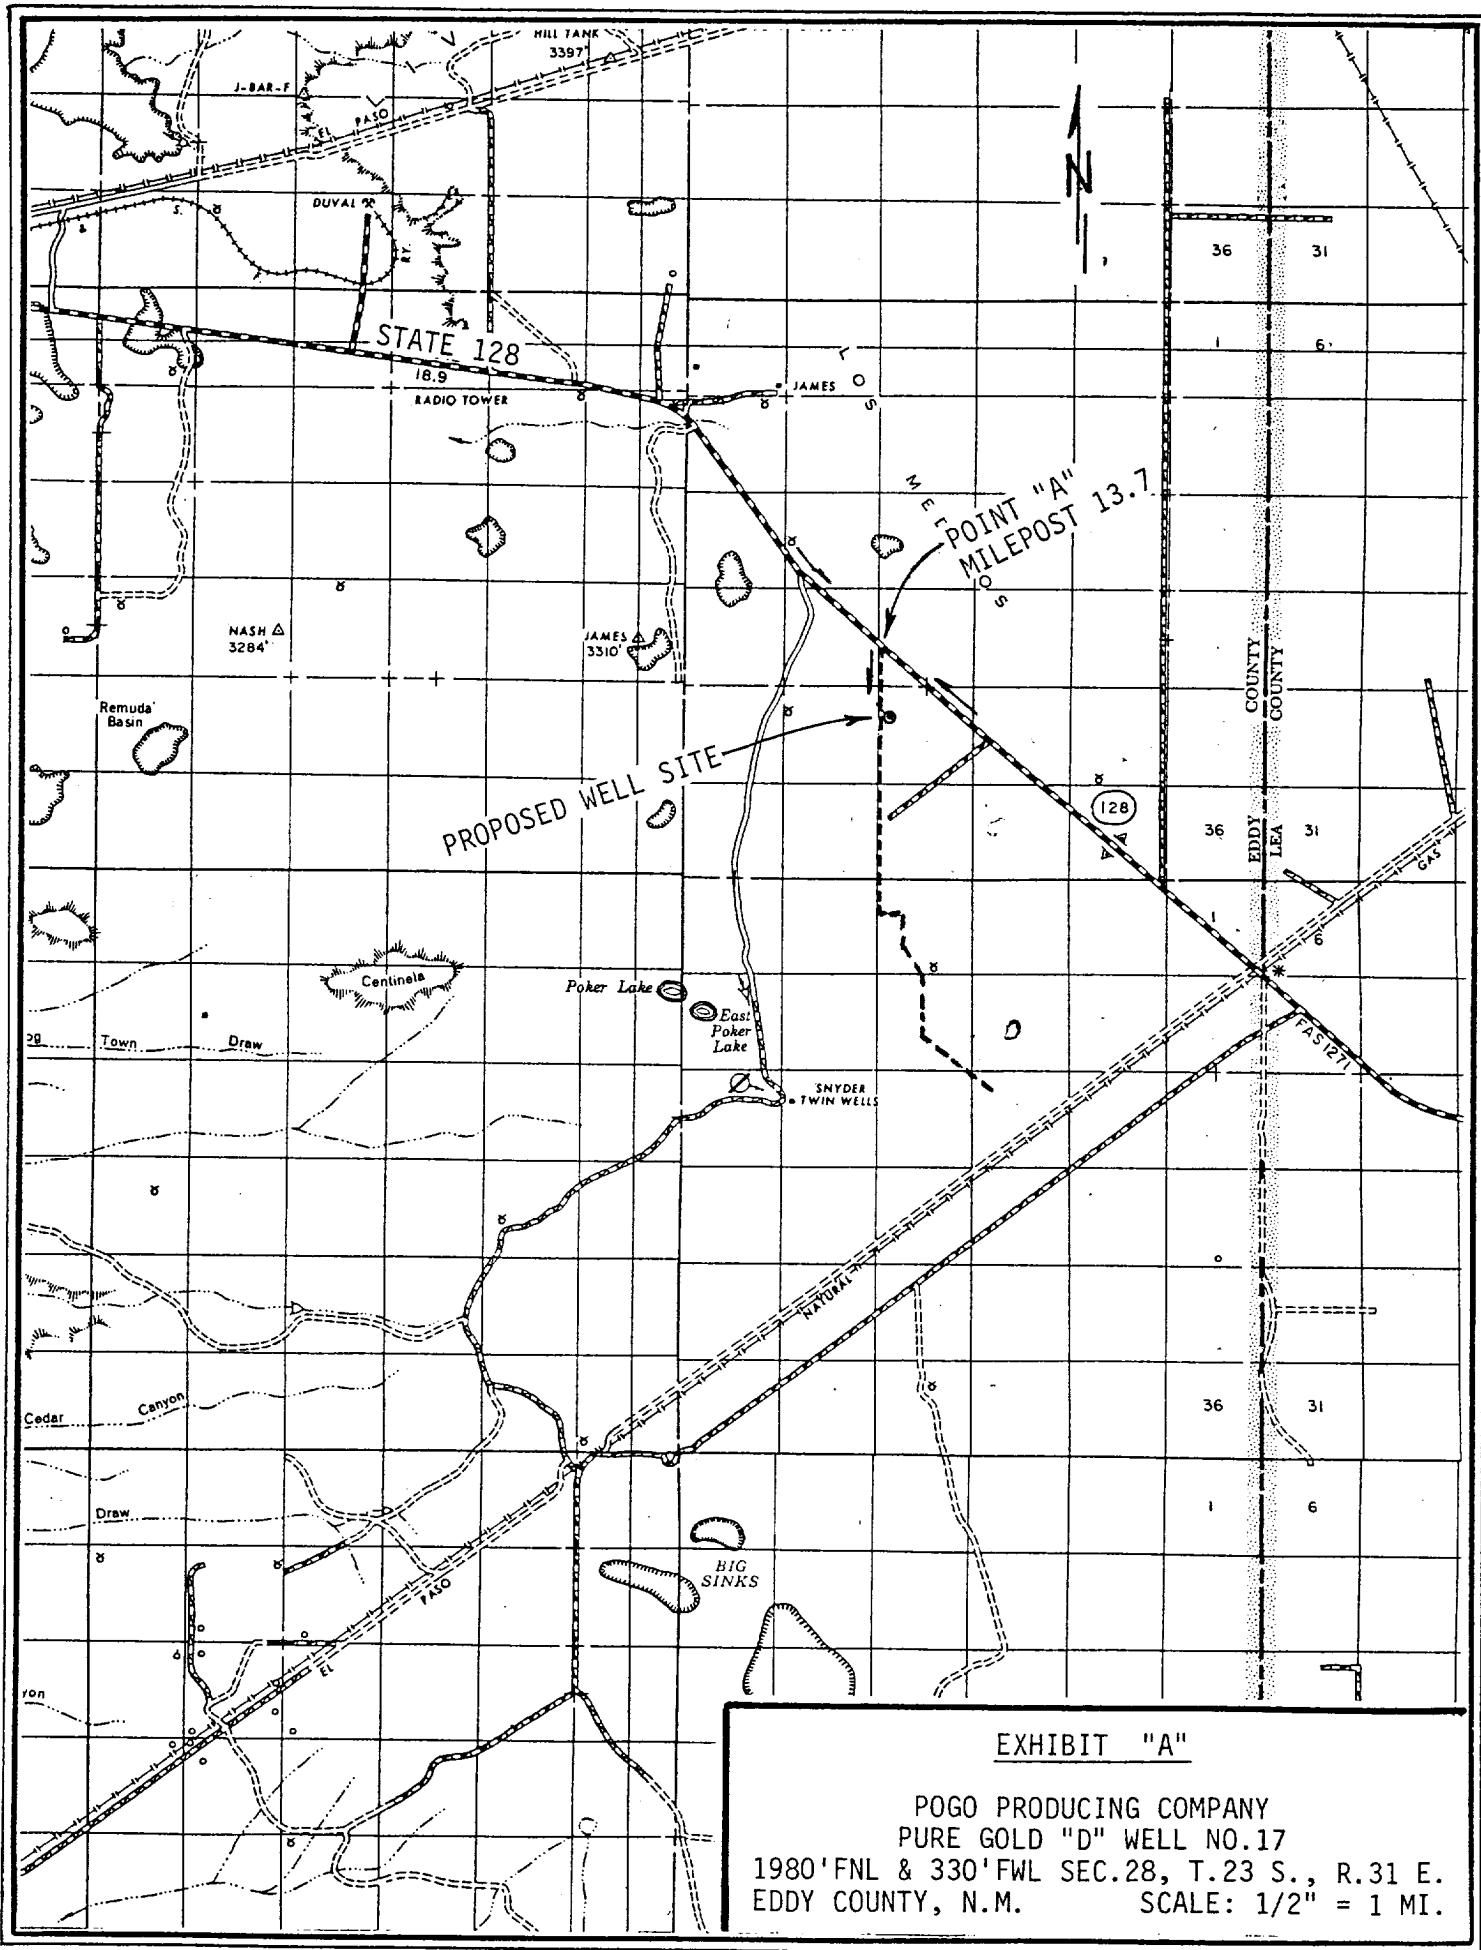 HILL TANK
3397'
J-BAR-F
EL
PASO
N
DUVAL
S.
RY.
36
31
STATE 128
18.9
RADIO TOWER
JAMES
1
6
L
O
S
M
E
POINT "A"
MILEPOST 13.7
O
S
NASH
3284'
JAMES
3310'
COUNTY
COUNTY
Remuda
Basin
PROPOSED WELL SITE
128
36
31
EDDY
LEA
GAS
1
6
Centinela
Poker Lake
East
Poker
Lake
Town Draw
FAS 1271
SNYDER
TWIN WELLS
NATURAL
Cedar
Canyon
36
31
Draw
1
6
BIG
SINKS
PASO
EL
yon
EXHIBIT "A"
POGO PRODUCING COMPANY
PURE GOLD "D" WELL NO.17
1980'FNL & 330'FWL SEC.28, T.23 S., R.31 E.
EDDY COUNTY, N.M. SCALE: 1/2" = 1 MI.